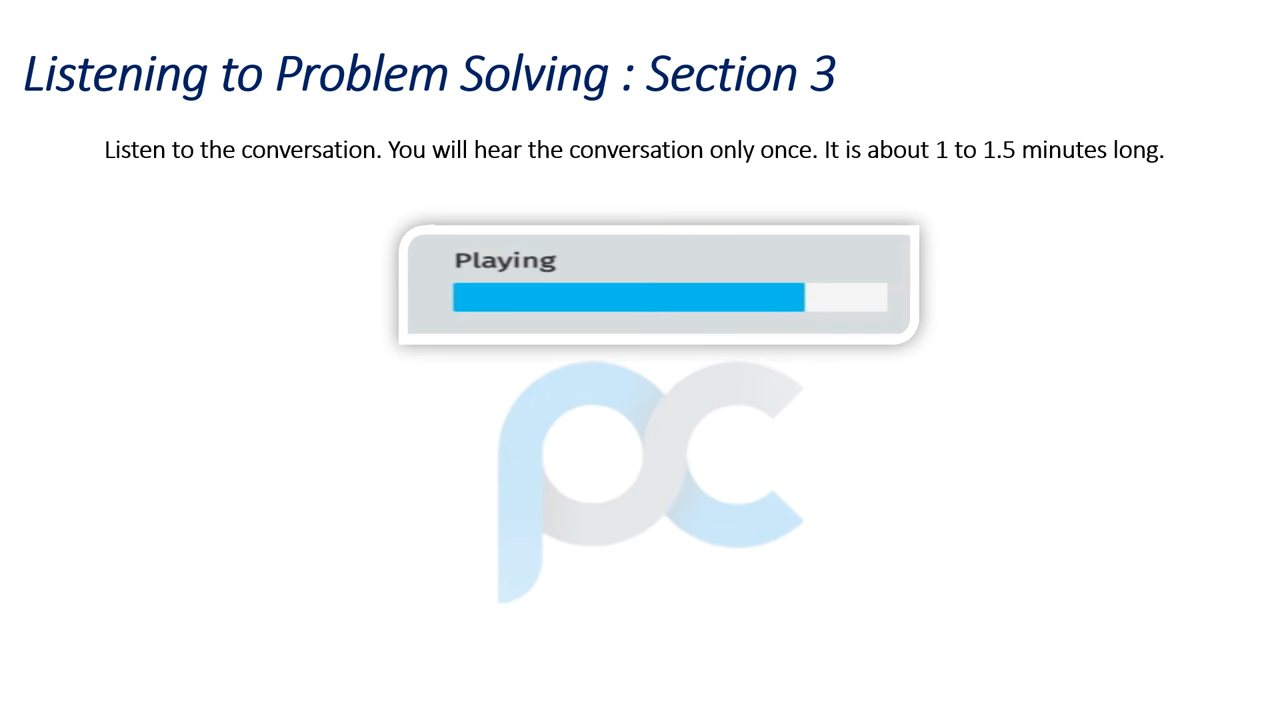 Listening to Problem Solving : Section 3
Listen to the conversation. You will hear the conversation only once. It is about 1 to 1.5 minutes long.
Playing
pc